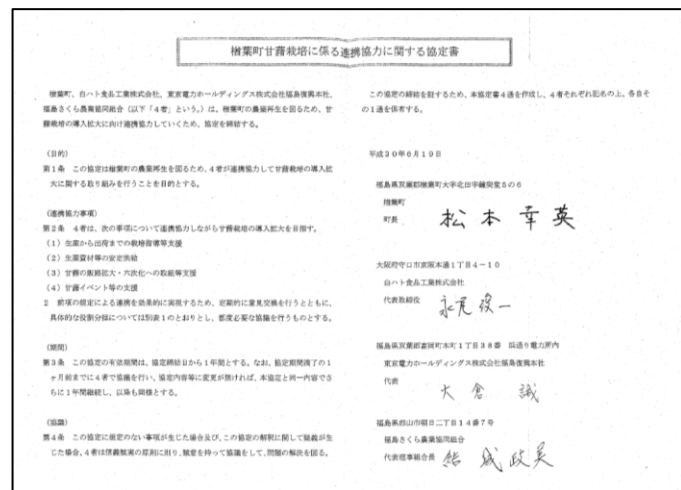 楢葉町甘藷栽培に係る連携協力に関する協定書
楢葉町、白ハト食品工業株式会社、東京電力ホールディングス株式会社福島復興本社、
福島さくら農業協同組合（以下「4者」という。）は、楢葉町の農業再生を図るため、甘
藷栽培の導入拡大に向け連携協力していくため、協定を締結する。
（目的）
第1条　この協定は楢葉町の農業再生を図るため、4者が連携協力して甘藷栽培の導入拡
大に関する取り組みを行うことを目的とする。
（連携協力事項）
第2条　4者は、次の事項について連携協力しながら甘藷栽培の導入拡大を目指す。
（1）生産から出荷までの栽培指導等支援
（2）生産資材等の安定供給
（3）甘藷の販路拡大・六次化への取組等支援
（4）甘藷イベント等の支援
2　前項の規定による連携を効果的に実現するため、定期的に意見交換を行うとともに、
具体的な役割分担については別表1のとおりとし、都度必要な協議を行うものとする。
（期間）
第3条　この協定の有効期間は、協定締結日から1年間とする。なお、協定期間満了の1
ヶ月前までに4者で協議を行い、協定内容等に変更が無ければ、本協定と同一内容でさ
らに1年間継続し、以降も同様とする。
（協議）
第4条　この協定に規定のない事項が生じた場合及び、この協定の解釈に関して疑義が生
じた場合、4者は信義誠実の原則に則り、誠意を持って協議をして、問題の解決を図る。
この協定の締結を証するため、本協定書4通を作成し、4者それぞれ記名の上、各自そ
の1通を保有する。
平成30年6月19日
福島県双葉郡楢葉町大字北田字鐘突堂5の6
楢葉町
町長　松本幸英
大阪府守口市京阪本通1丁目4－10
白ハト食品工業株式会社
代表取締役　永尾俊一
福島県双葉郡富岡町本町1丁目38番　浜通り電力所内
東京電力ホールディングス株式会社福島復興本社
代表　大倉誠
福島県郡山市朝日二丁目14番7号
福島さくら農業協同組合
代表理事組合長　結城政美